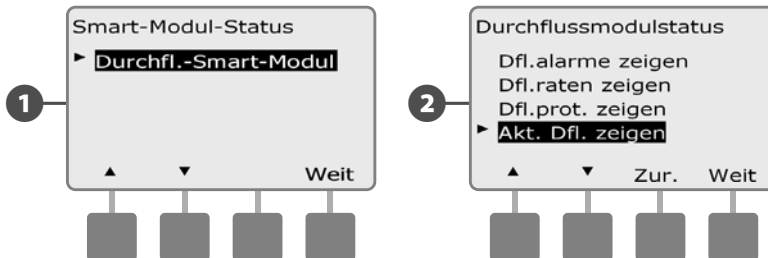 1
Smart-Modul-Status
► Durchfl.-Smart-Modul
▲ ▼ Weit
2
Durchflussmodulstatus
Dfl.alarme zeigen
Dfl.raten zeigen
Dfl.prot. zeigen
► Akt. Dfl. zeigen
▲ ▼ Zur. Weit